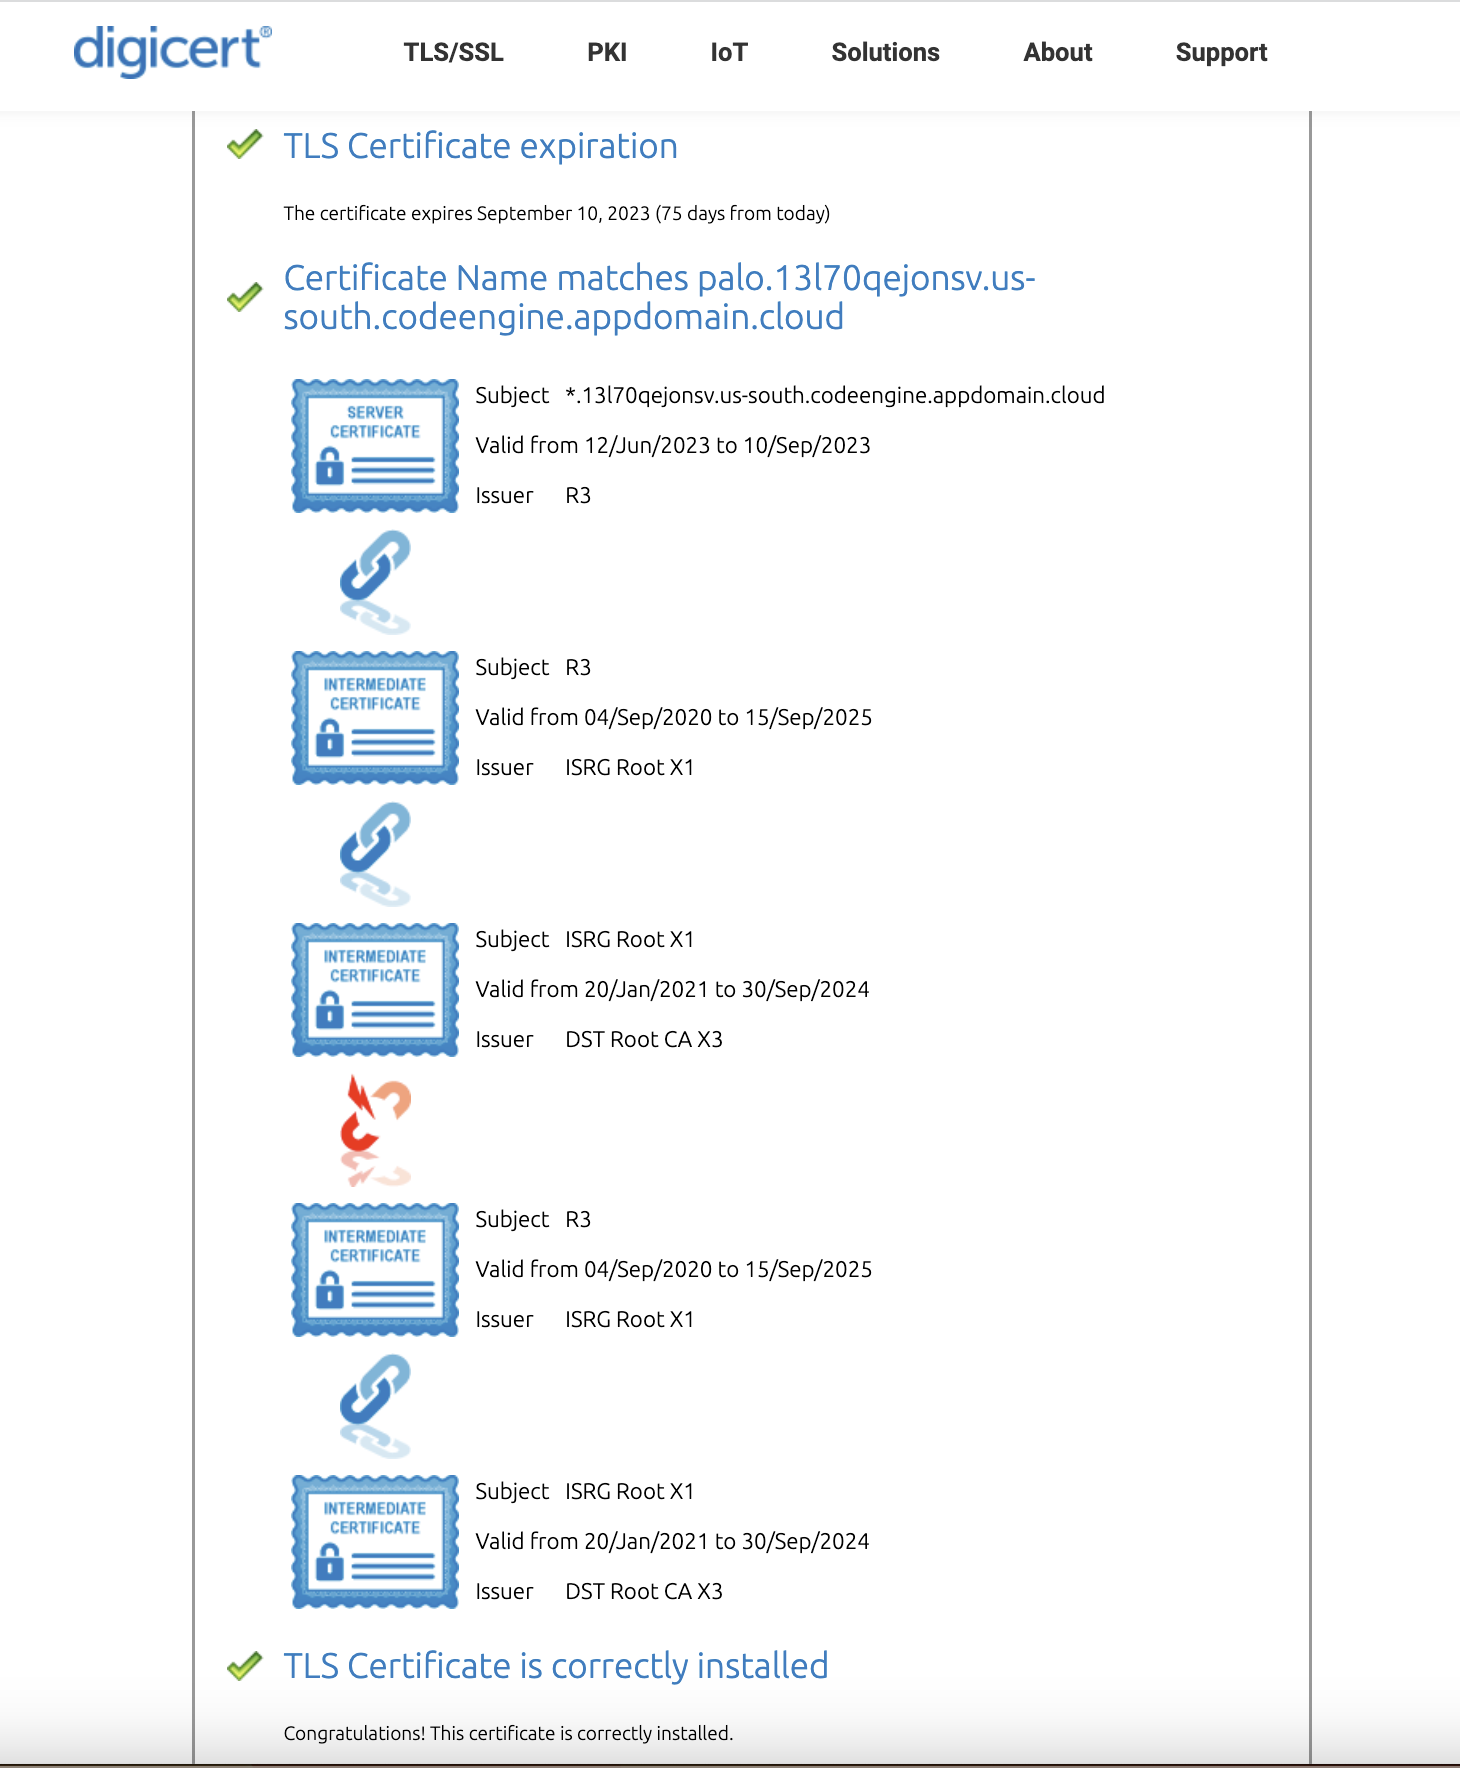 digicert®
TLS/SSL PKI IoT Solutions About Support
TLS Certificate expiration
The certificate expires September 10, 2023 (75 days from today)
Certificate Name matches palo.13l70qejonsv.us-
south.codeengine.appdomain.cloud
SERVER
CERTIFICATE
Subject *.13l70qejonsv.us-south.codeengine.appdomain.cloud
Valid from 12/Jun/2023 to 10/Sep/2023
Issuer R3
INTERMEDIATE
CERTIFICATE
Subject R3
Valid from 04/Sep/2020 to 15/Sep/2025
Issuer ISRG Root X1
INTERMEDIATE
CERTIFICATE
Subject ISRG Root X1
Valid from 20/Jan/2021 to 30/Sep/2024
Issuer DST Root CA X3
INTERMEDIATE
CERTIFICATE
Subject R3
Valid from 04/Sep/2020 to 15/Sep/2025
Issuer ISRG Root X1
INTERMEDIATE
CERTIFICATE
Subject ISRG Root X1
Valid from 20/Jan/2021 to 30/Sep/2024
Issuer DST Root CA X3
TLS Certificate is correctly installed
Congratulations! This certificate is correctly installed.